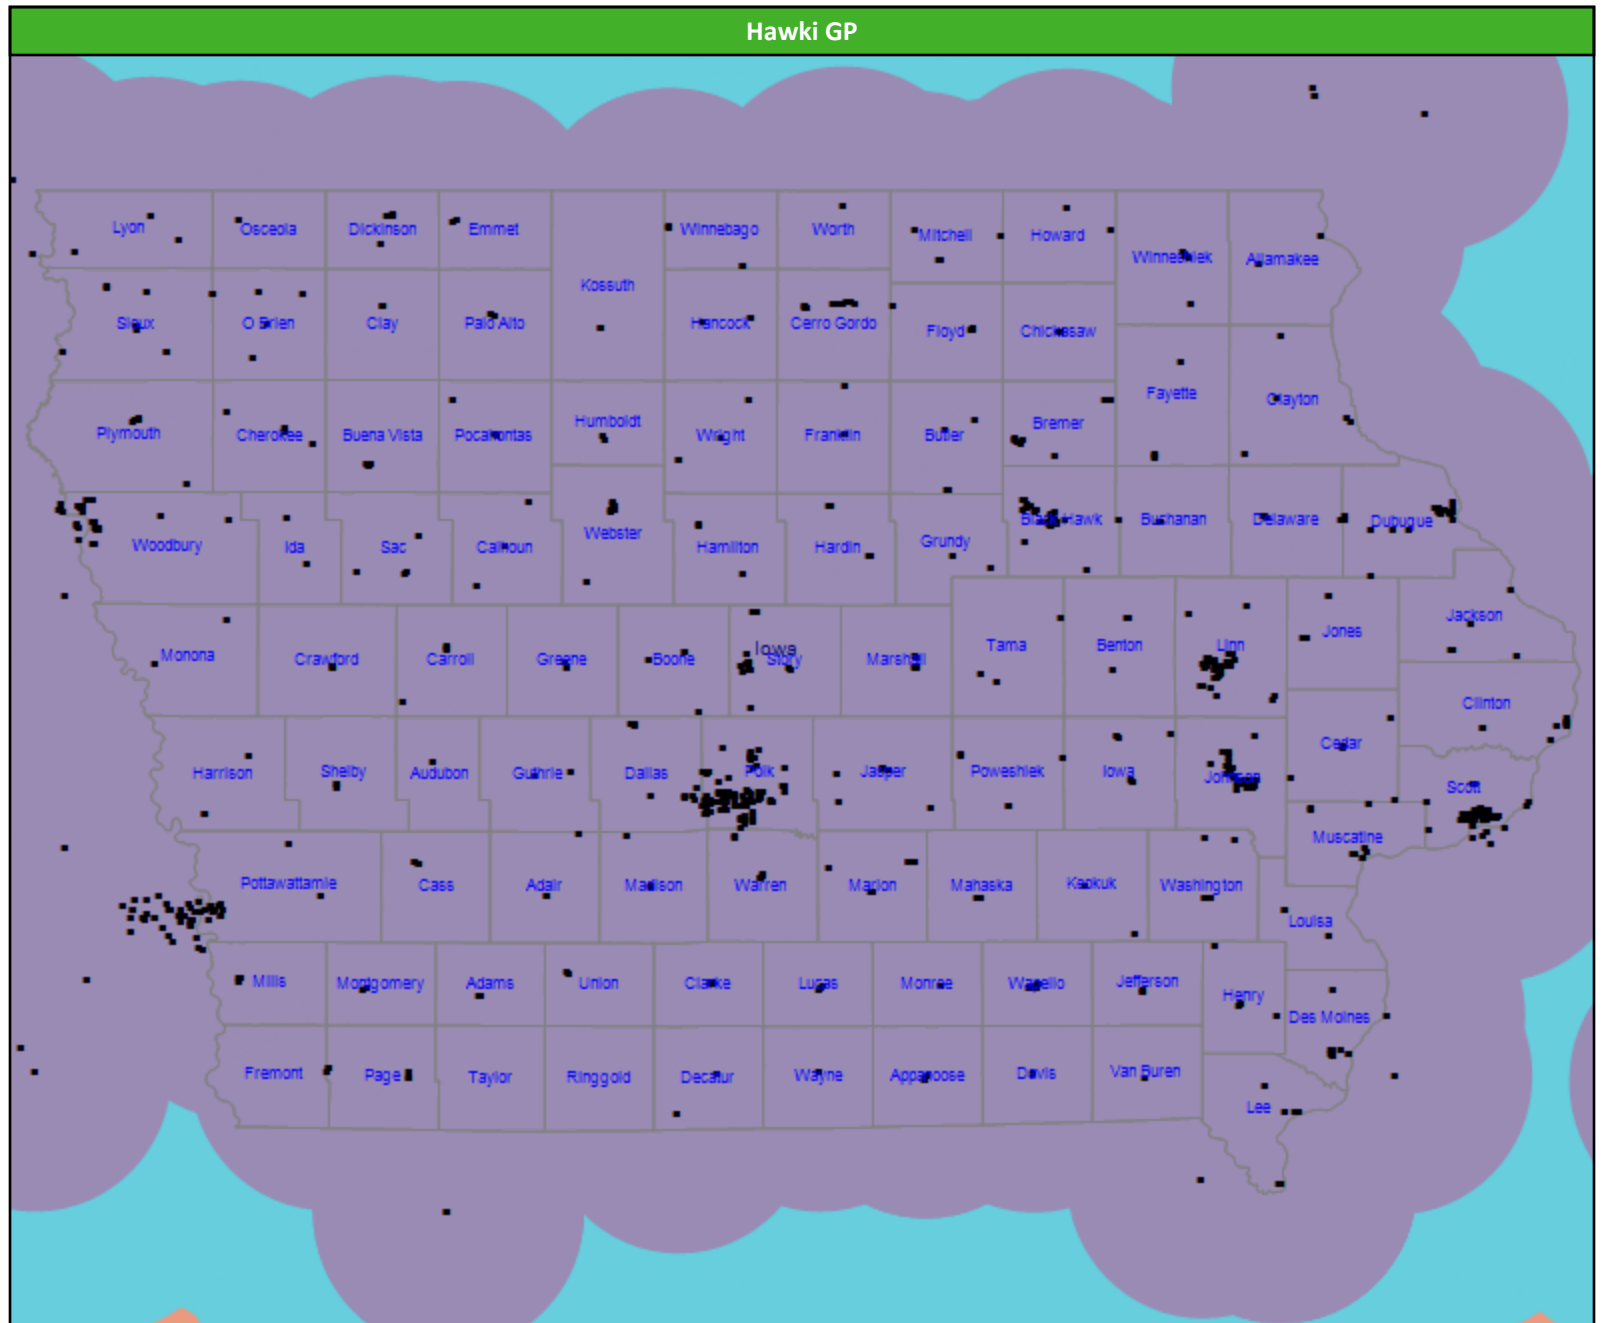 Hawki GP
Lyon
Osceola
Dickinson
Emmet
Winnebago
Worth
Mitchell
Howard
Winneshiek
Allamakee
Kossuth
Sioux
O Brien
Clay
Palo Alto
Hancock
Cerro Gordo
Floyd
Chickasaw
Fayette
Clayton
Plymouth
Cherokee
Buena Vista
Pocahontas
Humboldt
Wright
Franklin
Butler
Bremer
Woodbury
Ida
Sac
Calhoun
Webster
Hamilton
Hardin
Grundy
Black Hawk
Buchanan
Delaware
Dubuque
Monona
Crawford
Carroll
Greene
Boone
Iowa
Story
Marshall
Tama
Benton
Linn
Jones
Jackson
Clinton
Harrison
Shelby
Audubon
Guthrie
Dallas
Polk
Jasper
Poweshiek
Iowa
Johnson
Cedar
Scott
Muscatine
Pottawattamie
Cass
Adair
Madison
Warren
Marion
Mahaska
Keokuk
Washington
Louisa
Mills
Montgomery
Adams
Union
Clarke
Lucas
Monroe
Wapello
Jefferson
Henry
Des Moines
Fremont
Page
Taylor
Ringgold
Decatur
Wayne
Appanoose
Davis
Van Buren
Lee